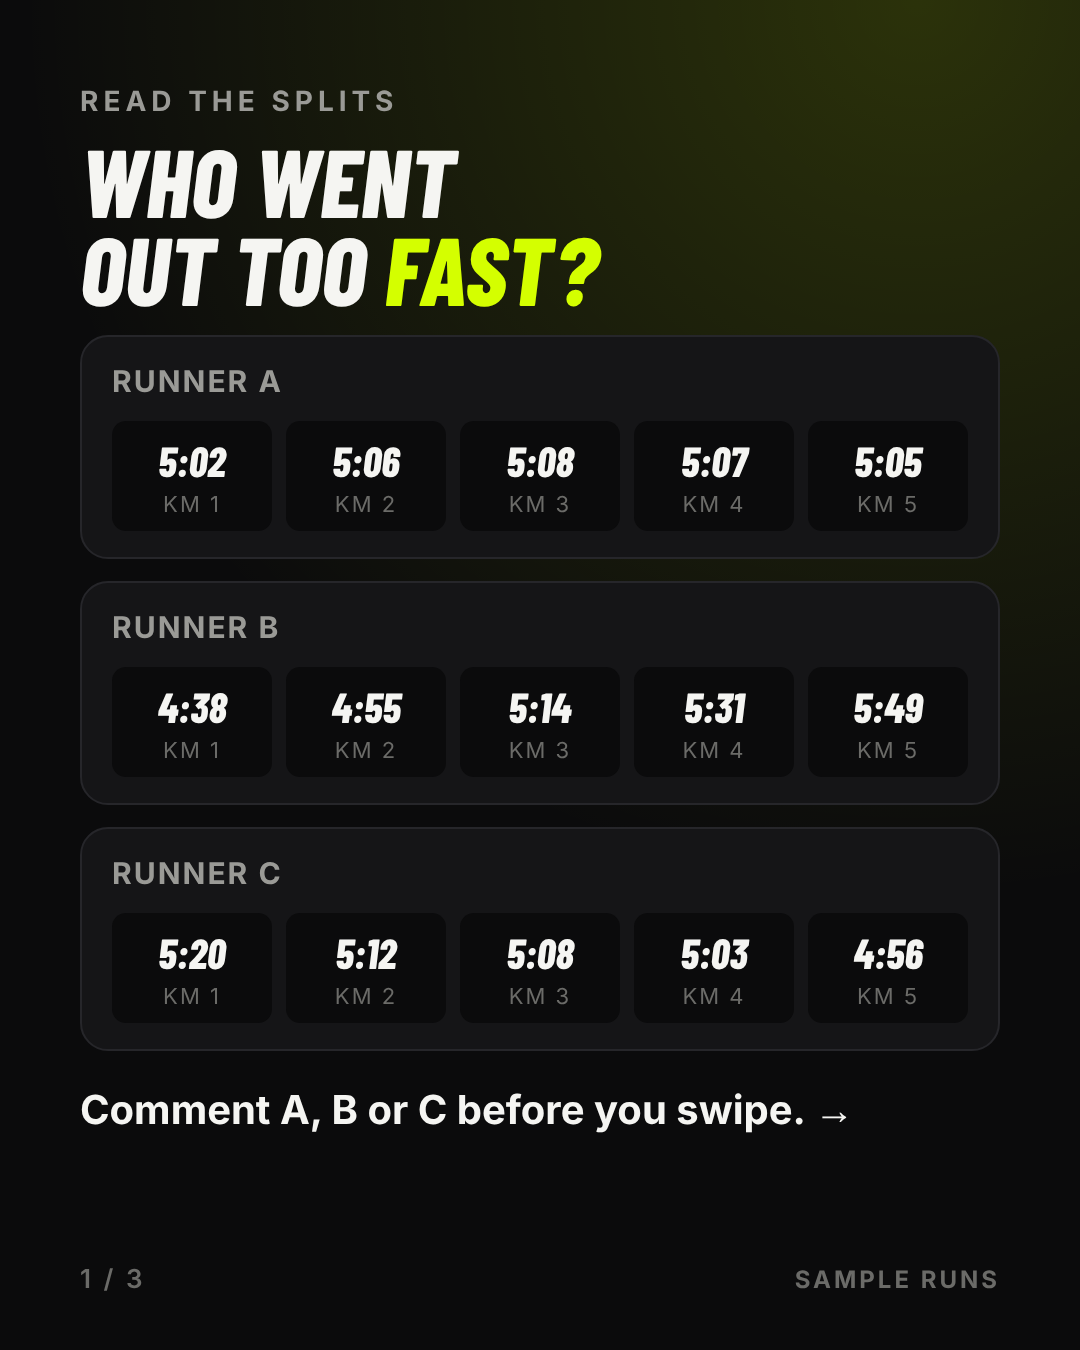 READ THE SPLITS
WHO WENT
OUT TOO FAST?
RUNNER A
5:02 5:06 5:08 5:07 5:05
KM 1 KM 2 KM 3 KM 4 KM 5
RUNNER B
4:38 4:55 5:14 5:31 5:49
KM 1 KM 2 KM 3 KM 4 KM 5
RUNNER C
5:20 5:12 5:08 5:03 4:56
KM 1 KM 2 KM 3 KM 4 KM 5
Comment A, B or C before you swipe. →
1 / 3 SAMPLE RUNS